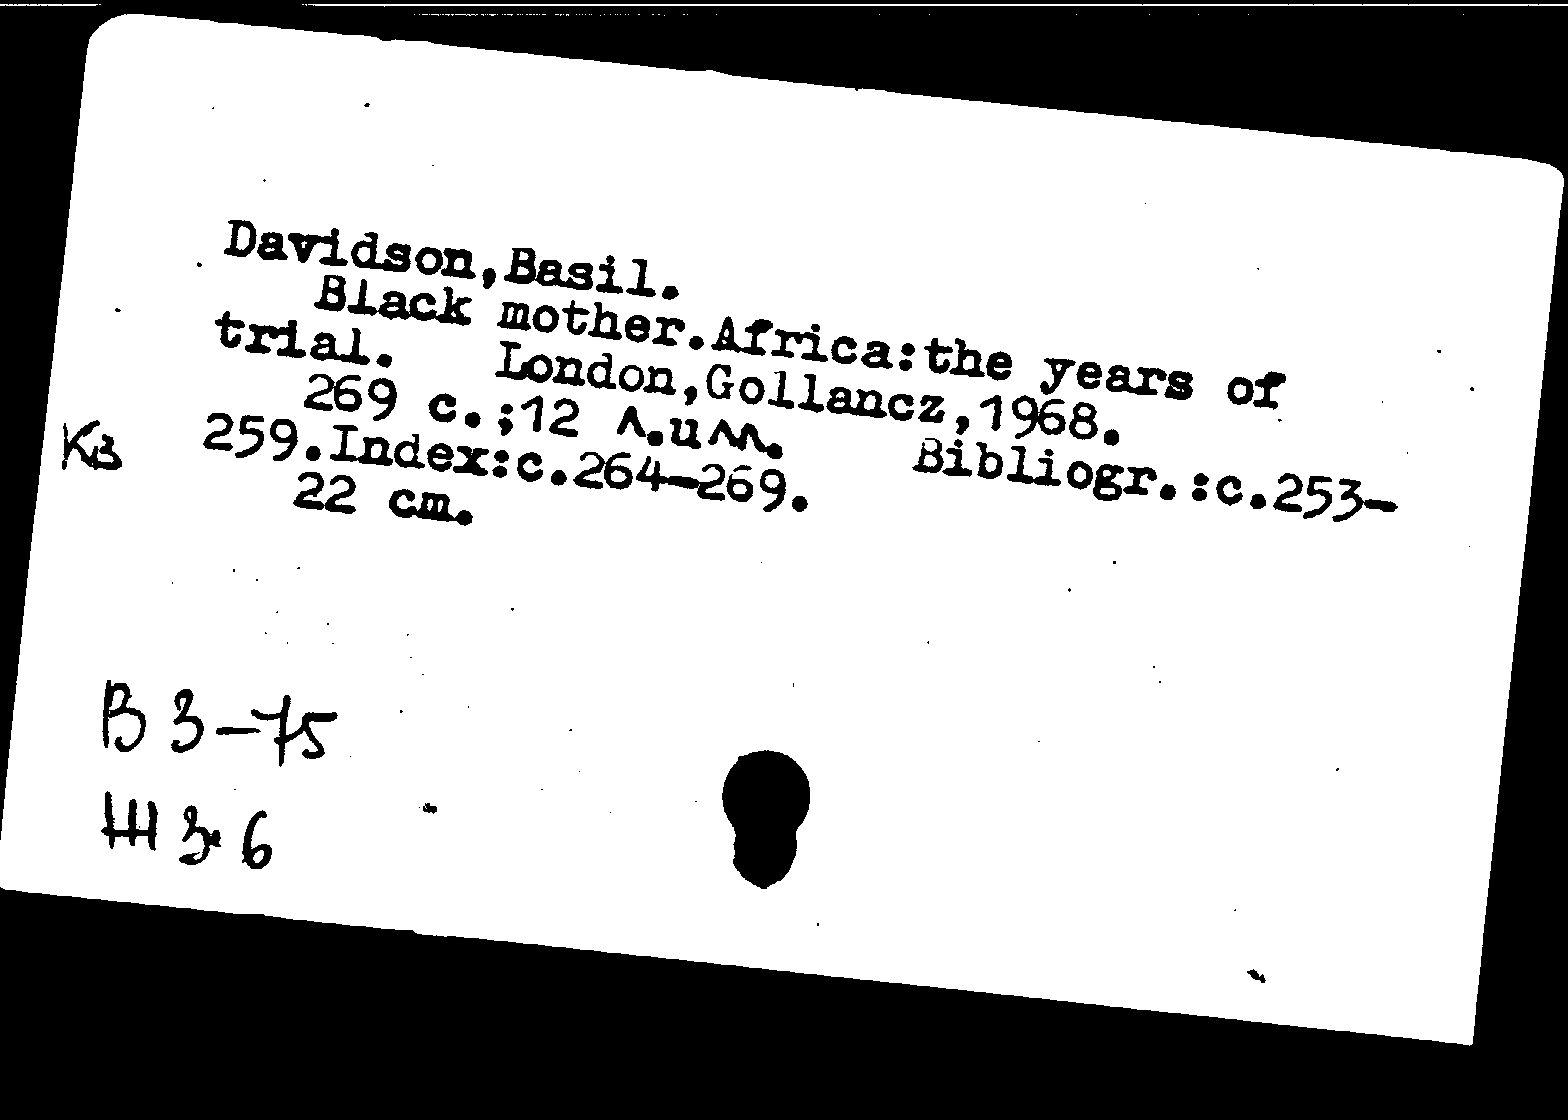 Davidson,Basil.
Black mother.Africa:the years of
trial. London,Gollancz,1968.
269 с.;12 л.илл. Bibliogr.:с.253-
КВ 259.Index:с.264-269.
22 cm.
В 3-75
Ш 3. 6